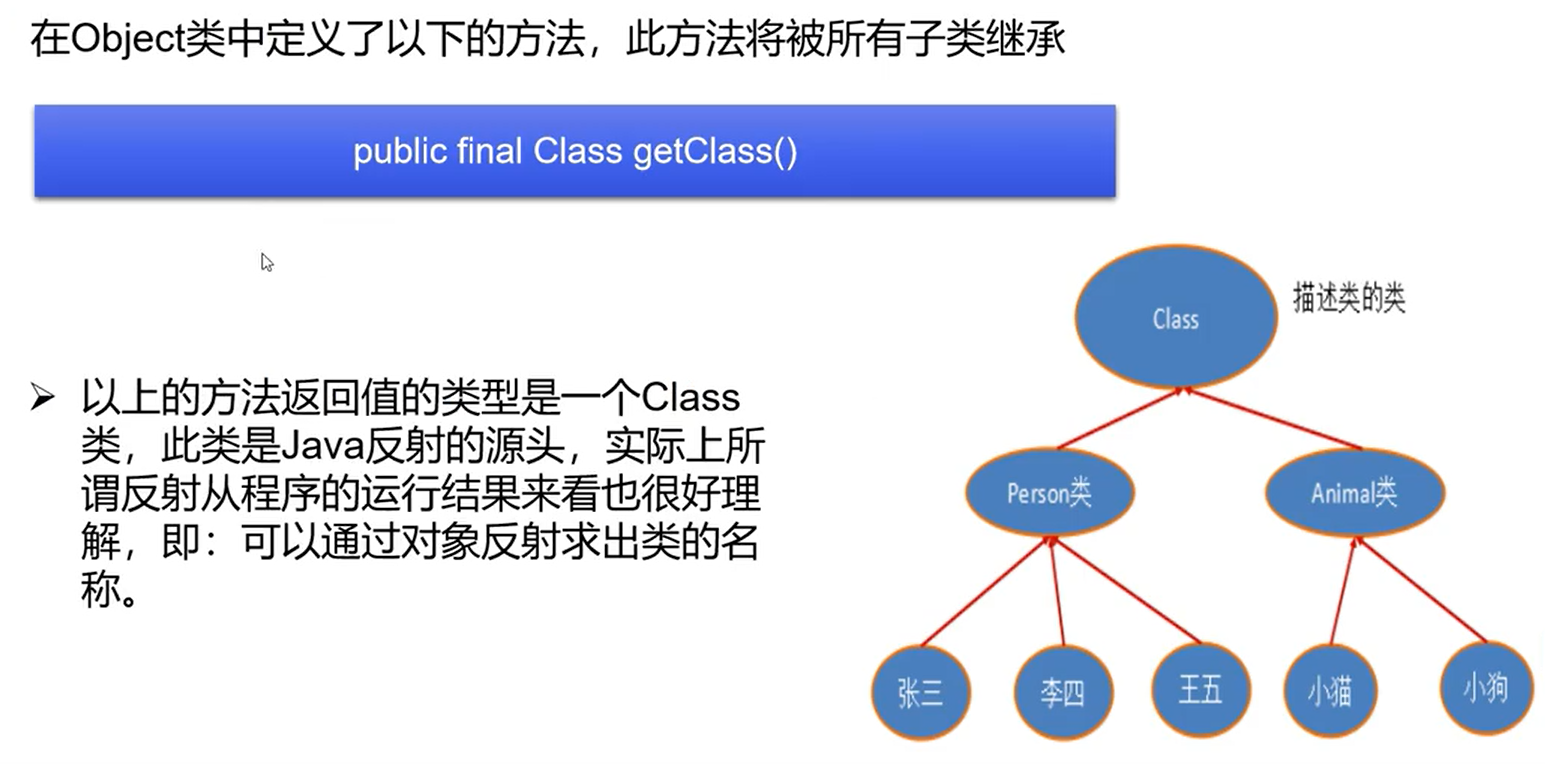 在Object类中定义了以下的方法，此方法将被所有子类继承
public final Class getClass()
Class
描述类的类
➢ 以上的方法返回值的类型是一个Class
类，此类是Java反射的源头，实际上所
谓反射从程序的运行结果来看也很好理
解，即：可以通过对象反射求出类的名
称。
Person类
Animal类
张三
李四
王五
小猫
小狗